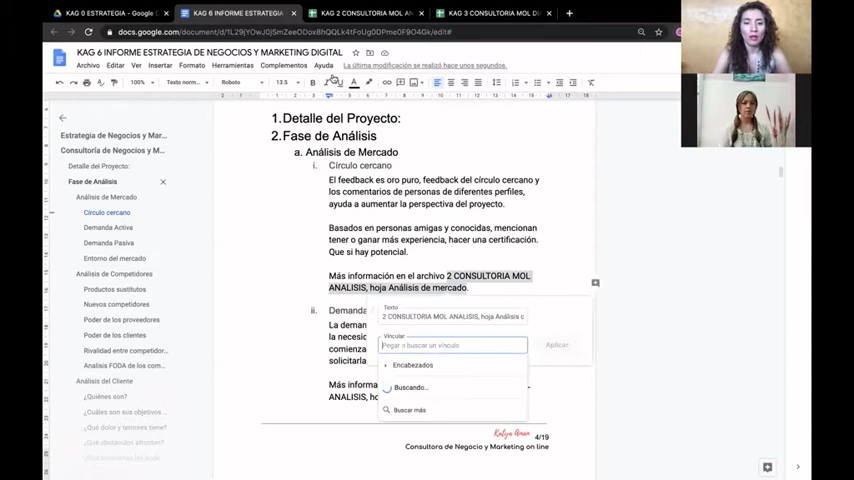 KAG 0 ESTRATEGIA - Google D
KAG 6 INFORME ESTRATEGIA
KAG 2 CONSULTORIA MOL AN
KAG 3 CONSULTORIA MOL DI
docs.google.com/document/d/
KAG 6 INFORME ESTRATEGIA DE NEGOCIOS Y MARKETING DIGITAL
Archivo Editar Ver Insertar Formato Herramientas Complementos Ayuda La última modificación se realizó hace unos segundos.
100% Texto norm... Roboto 13.5
Estrategia de Negocios y Mar...
Consultoría de Negocios y M...
Detalle del Proyecto:
Fase de Análisis
Análisis de Mercado
Círculo cercano
Demanda Activa
Demanda Pasiva
Entorno del mercado
Análisis de Competidores
Productos sustitutos
Nuevos competidores
Poder de los proveedores
Poder de los clientes
Rivalidad entre competidor...
Análisis FODA de los com...
Análisis del Cliente
¿Quiénes son?
¿Cuáles son sus objetivos ...
¿Qué dolor y temores tiene?
¿Qué obstáculos afrontan?
1. Detalle del Proyecto:
2. Fase de Análisis
a. Análisis de Mercado
i. Círculo cercano
El feedback es oro puro, feedback del círculo cercano y
los comentarios de personas de diferentes perfiles,
ayuda a aumentar la perspectiva del proyecto.
Basados en personas amigas y conocidas, mencionan
tener o ganar más experiencia, hacer una certificación.
Que si hay potencial.
Más información en el archivo 2 CONSULTORIA MOL
ANALISIS, hoja Análisis de mercado.
ii. Demanda
La deman
la necesid
comienza
solicitarla
Más informa
ANALISIS, ho
Texto
2 CONSULTORIA MOL ANALISIS, hoja Análisis d
Vincular
Pegar o buscar un vínculo
Aplicar
Encabezados
Buscando...
Buscar más
4/19
Consultora de Negocio y Marketing on line